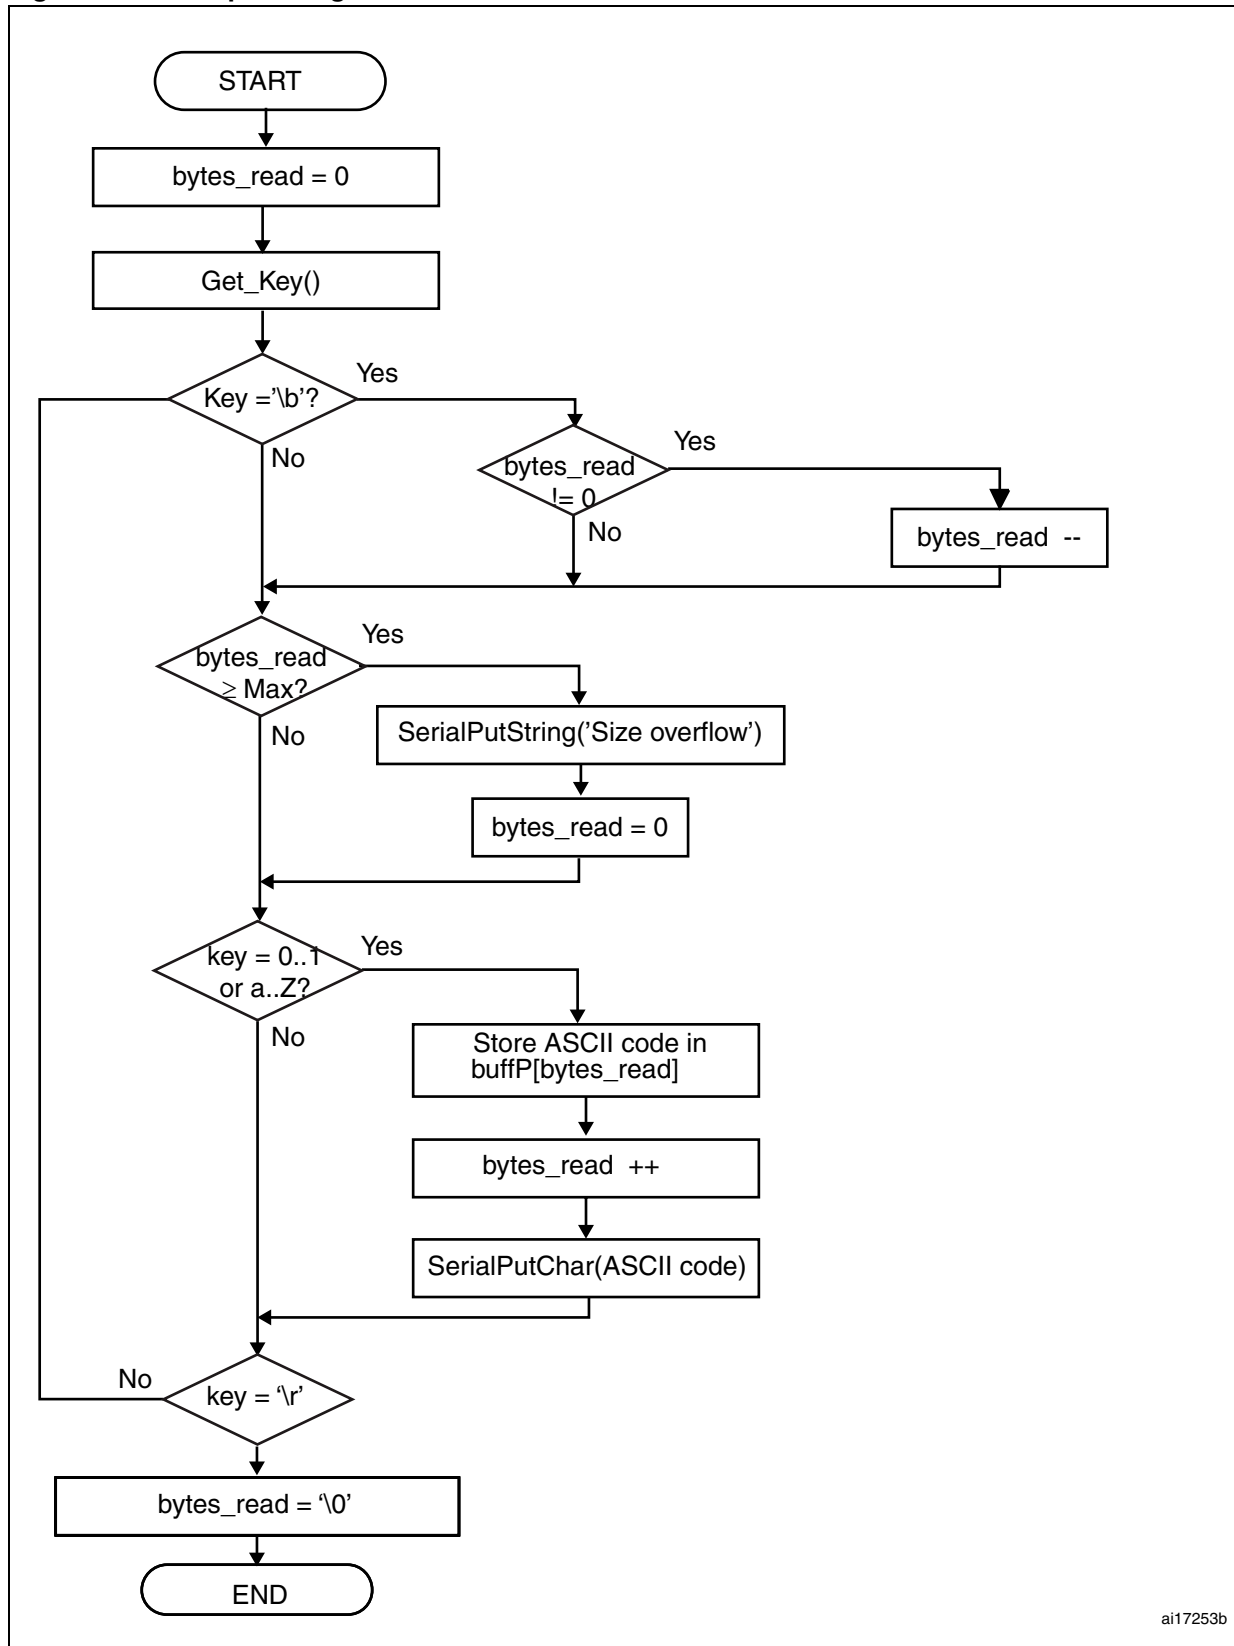 START
bytes_read = 0
Get_Key()
Key ='\b'?
Yes
No
bytes_read
!= 0
Yes
No
bytes_read --
bytes_read
≥ Max?
Yes
No
SerialPutString('Size overflow')
bytes_read = 0
key = 0..1
or a..Z?
Yes
No
Store ASCII code in
buffP[bytes_read]
bytes_read ++
SerialPutChar(ASCII code)
No
key = ‘\r’
bytes_read = ‘\0’
END
ai17253b